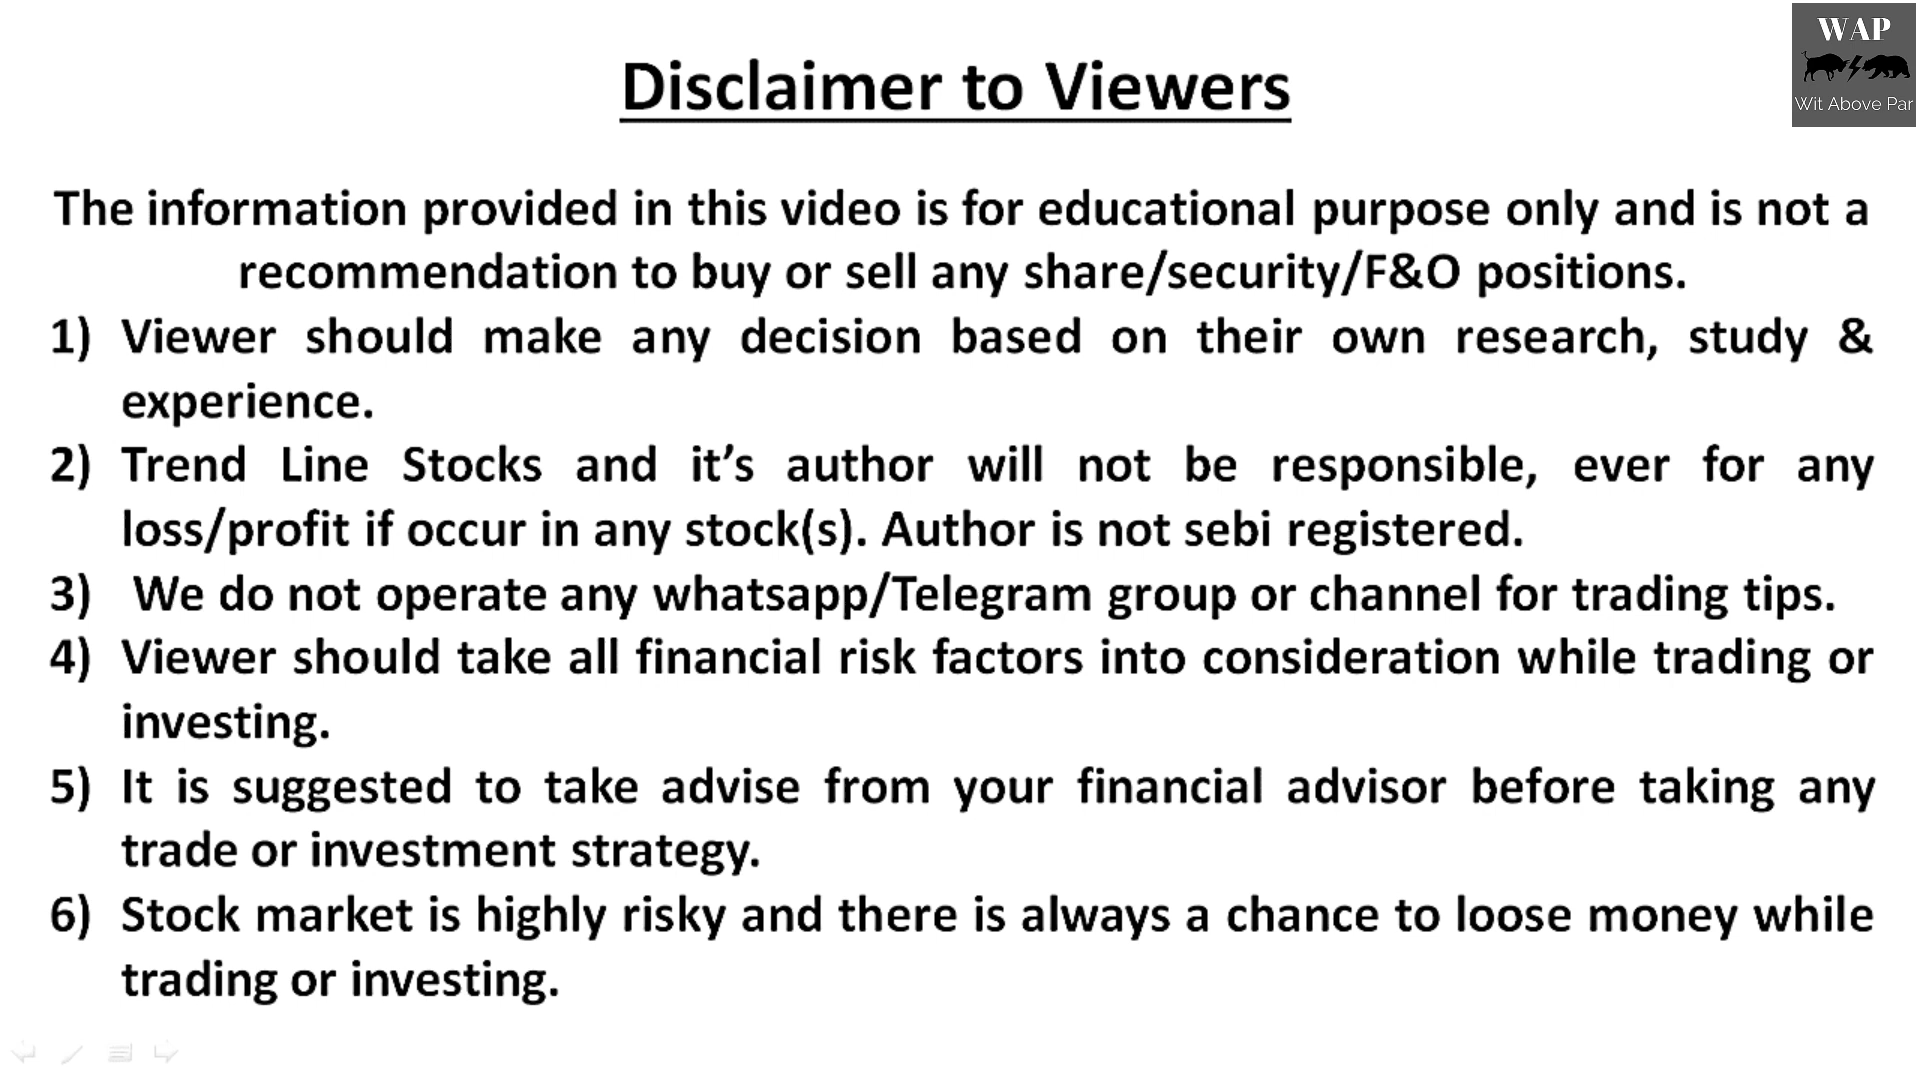 WAP
Wit Above Par
Disclaimer to Viewers
The information provided in this video is for educational purpose only and is not a
recommendation to buy or sell any share/security/F&O positions.
1) Viewer should make any decision based on their own research, study &
experience.
2) Trend Line Stocks and it’s author will not be responsible, ever for any
loss/profit if occur in any stock(s). Author is not sebi registered.
3) We do not operate any whatsapp/Telegram group or channel for trading tips.
4) Viewer should take all financial risk factors into consideration while trading or
investing.
5) It is suggested to take advise from your financial advisor before taking any
trade or investment strategy.
6) Stock market is highly risky and there is always a chance to loose money while
trading or investing.